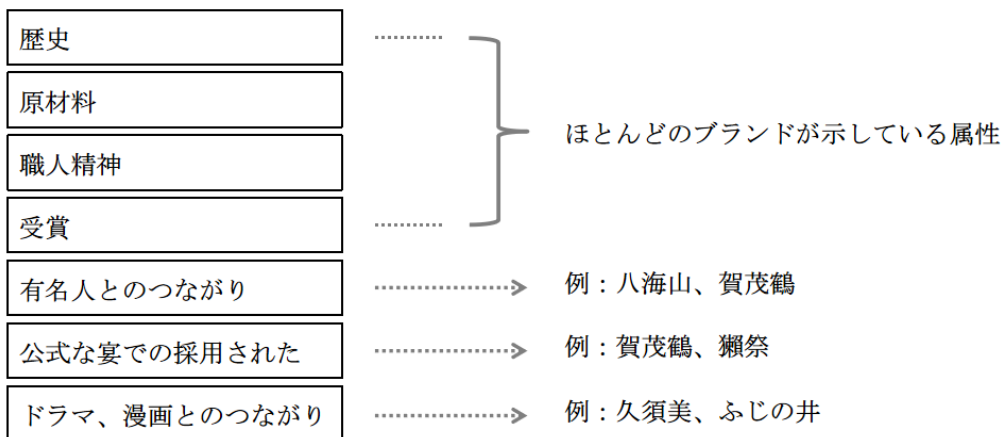 歴史
原材料
職人精神
受賞
ほとんどのブランドが示している属性
有名人とのつながり
例：八海山、賀茂鶴
公式な宴での採用された
例：賀茂鶴、獺祭
ドラマ、漫画とのつながり
例：久須美、ふじの井